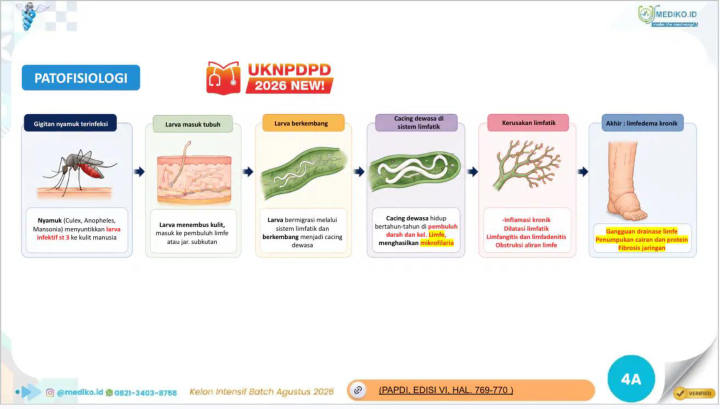 MEDIKO.ID
PATOFISIOLOGI
UKNPDPD
2026 NEW!
Gigitan nyamuk terinfeksi
Nyamuk (Culex, Anopheles,
Mansonia) menyuntikkan larva
infektif st 3 ke kulit manusia
Larva masuk tubuh
Larva menembus kulit,
masuk ke pembuluh limfe
atau jar. subkutan
Larva berkembang
Larva bermigrasi melalui
sistem limfatik dan
berkembang menjadi cacing
dewasa
Cacing dewasa di
sistem limfatik
Cacing dewasa hidup
bertahun-tahun di pembuluh
darah dan kel. Limfe,
menghasilkan mikrofilaria
Kerusakan limfatik
-Inflamasi kronik
Dilatasi limfatik
Limfangitis dan limfadenitis
Obstruksi aliran limfe
Akhir : limfedema kronik
Gangguan drainase limfe
Penumpukan cairan dan protein
Fibrosis jaringan
@mediko.id
0821-3403-8758
Kelan Intensif Batch Agustus 2026
(PAPDI, EDISI VI, HAL. 769-770 )
4A
VERIFIED